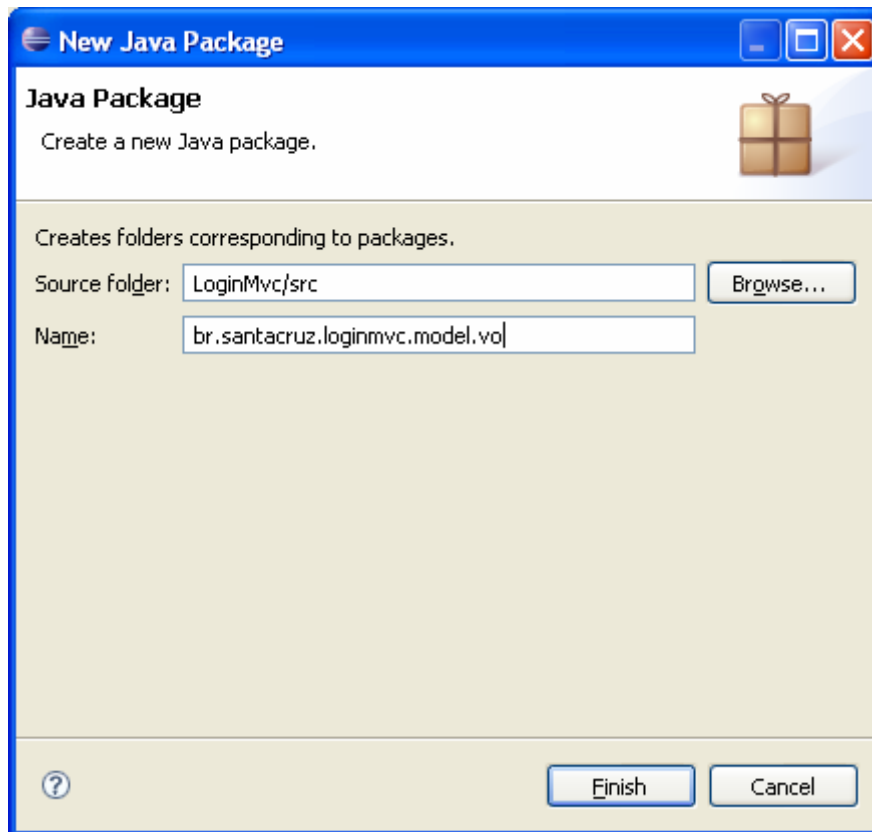 New Java Package
Java Package
Create a new Java package.
Creates folders corresponding to packages.
Source folder: LoginMvc/src Browse...
Name: br.santacruz.loginmvc.model.vo
? Finish Cancel